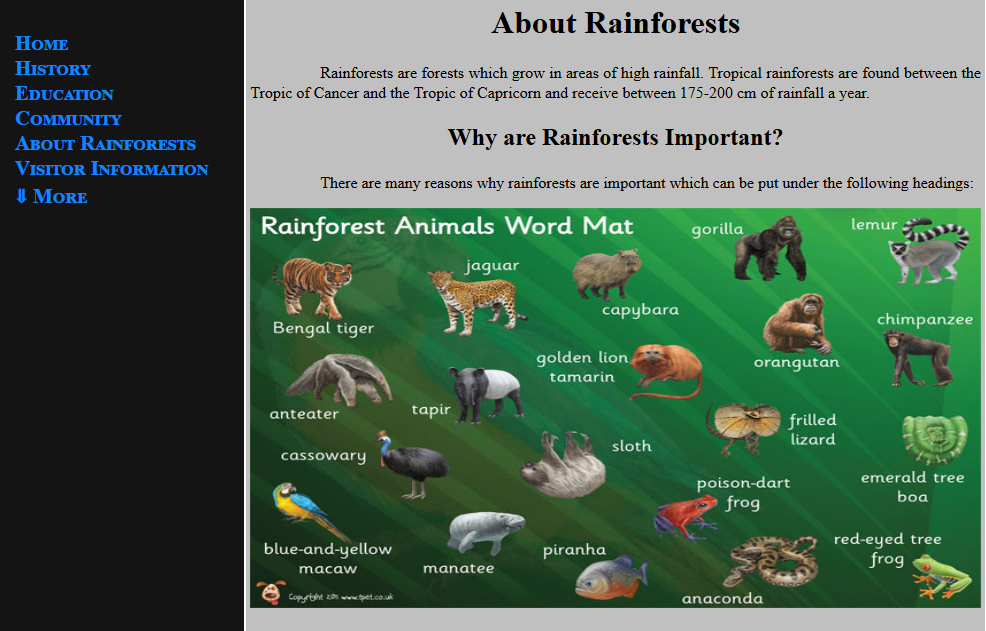 Home
History
Education
Community
About Rainforests
Visitor Information
⇓ More
About Rainforests
Rainforests are forests which grow in areas of high rainfall. Tropical rainforests are found between the
Tropic of Cancer and the Tropic of Capricorn and receive between 175-200 cm of rainfall a year.
Why are Rainforests Important?
There are many reasons why rainforests are important which can be put under the following headings:
Rainforest Animals Word Mat
gorilla
lemur
jaguar
Bengal tiger
capybara
chimpanzee
golden lion
tamarin
orangutan
anteater
tapir
frilled
lizard
cassowary
sloth
emerald tree
boa
poison-dart
frog
blue-and-yellow
macaw
manatee
piranha
red-eyed tree
frog
anaconda
Copyright 2011 www.tpet.co.uk